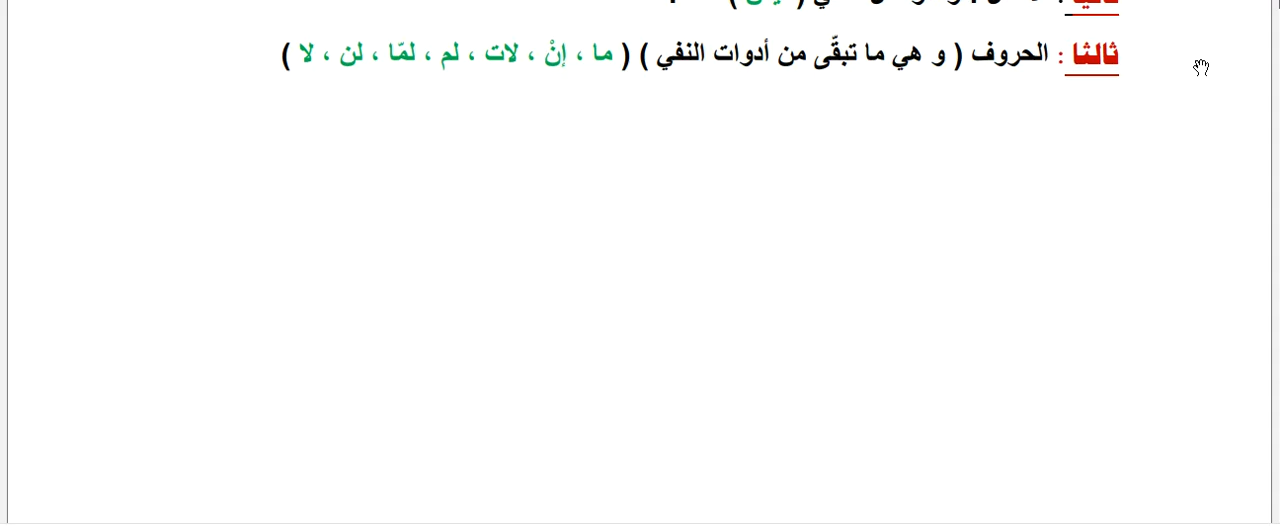 ثالثا : الحروف ( و هي ما تبقّى من أدوات النفي ) ( ما ، إنْ ، لات ، لم ، لمّا ، لن ، لا )